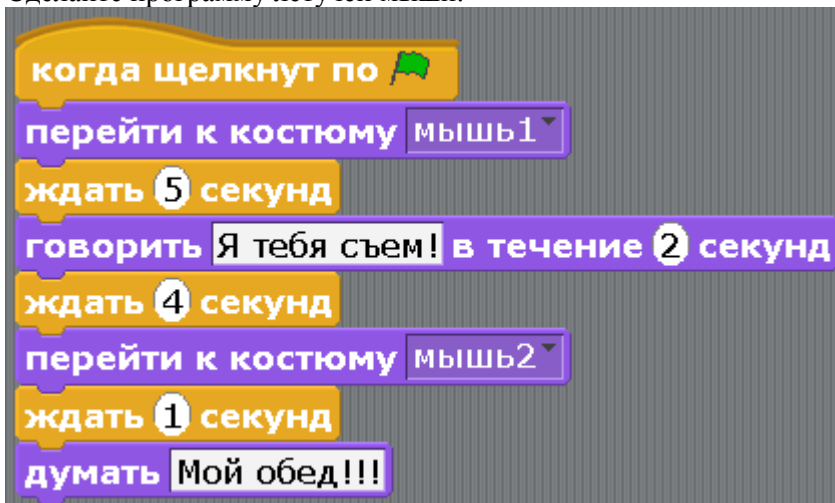 когда щелкнут по
перейти к костюму мышь1
ждать 5 секунд
говорить Я тебя съем! в течение 2 секунд
ждать 4 секунд
перейти к костюму мышь2
ждать 1 секунд
думать Мой обед!!!